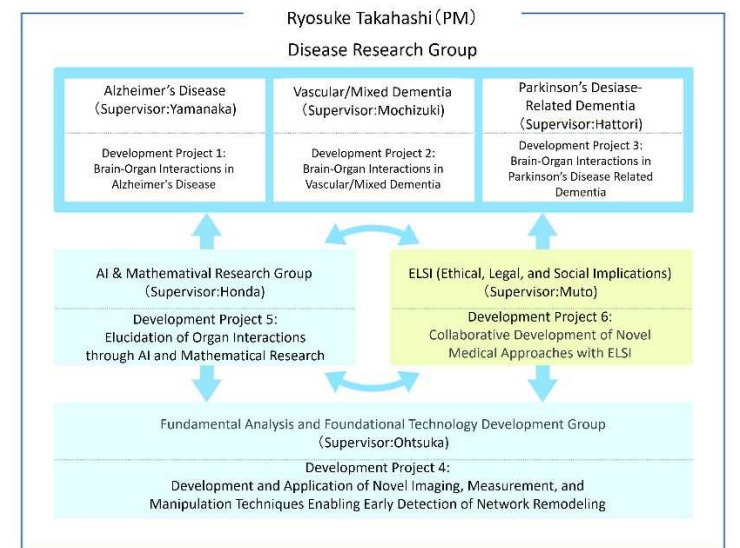 Ryosuke Takahashi(PM)
Disease Research Group
Alzheimer's Disease
(Supervisor:Yamanaka)
Development Project 1:
Brain-Organ Interactions in
Alzheimer's Disease
Vascular/Mixed Dementia
(Supervisor:Mochizuki)
Development Project 2:
Brain-Organ Interactions in
Vascular/Mixed Dementia
Parkinson's Desiase-
Related Dementia
(Supervisor:Hattori)
Development Project 3:
Brain-Organ Interactions in
Parkinson's Disease Related
Dementia
AI & Mathematival Research Group
(Supervisor:Honda)
Development Project 5:
Elucidation of Organ Interactions
through AI and Mathematical Research
ELSI (Ethical, Legal, and Social Implications)
(Supervisor:Muto)
Development Project 6:
Collaborative Development of Novel
Medical Approaches with ELSI
Fundamental Analysis and Foundational Technology Development Group
(Supervisor:Ohtsuka)
Development Project 4:
Development and Application of Novel Imaging, Measurement, and
Manipulation Techniques Enabling Early Detection of Network Remodeling